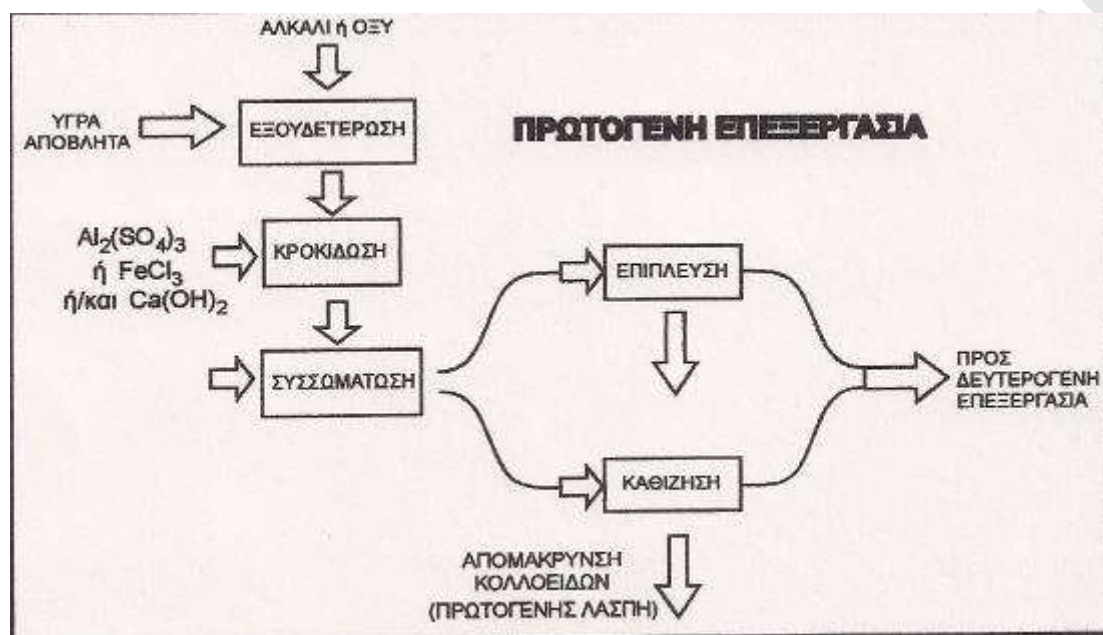 ΑΛΚΑΛΙ ή ΟΞΥ
ΥΓΡΑ
ΑΠΟΒΛΗΤΑ
ΕΞΟΥΔΕΤΕΡΩΣΗ
ΠΡΩΤΟΓΕΝΗ ΕΠΕΞΕΡΓΑΣΙΑ
Al₂(SO₄)₃
ή FeCl₃
ή/και Ca(OH)₂
ΚΡΟΚΙΔΩΣΗ
ΕΠΙΠΛΕΥΣΗ
ΣΥΣΣΩΜΑΤΩΣΗ
ΠΡΟΣ
ΔΕΥΤΕΡΟΓΕΝΗ
ΕΠΕΞΕΡΓΑΣΙΑ
ΚΑΘΙΖΗΣΗ
ΑΠΟΜΑΚΡΥΝΣΗ
ΚΟΛΛΟΕΙΔΩΝ
(ΠΡΩΤΟΓΕΝΗΣ ΛΑΣΠΗ)